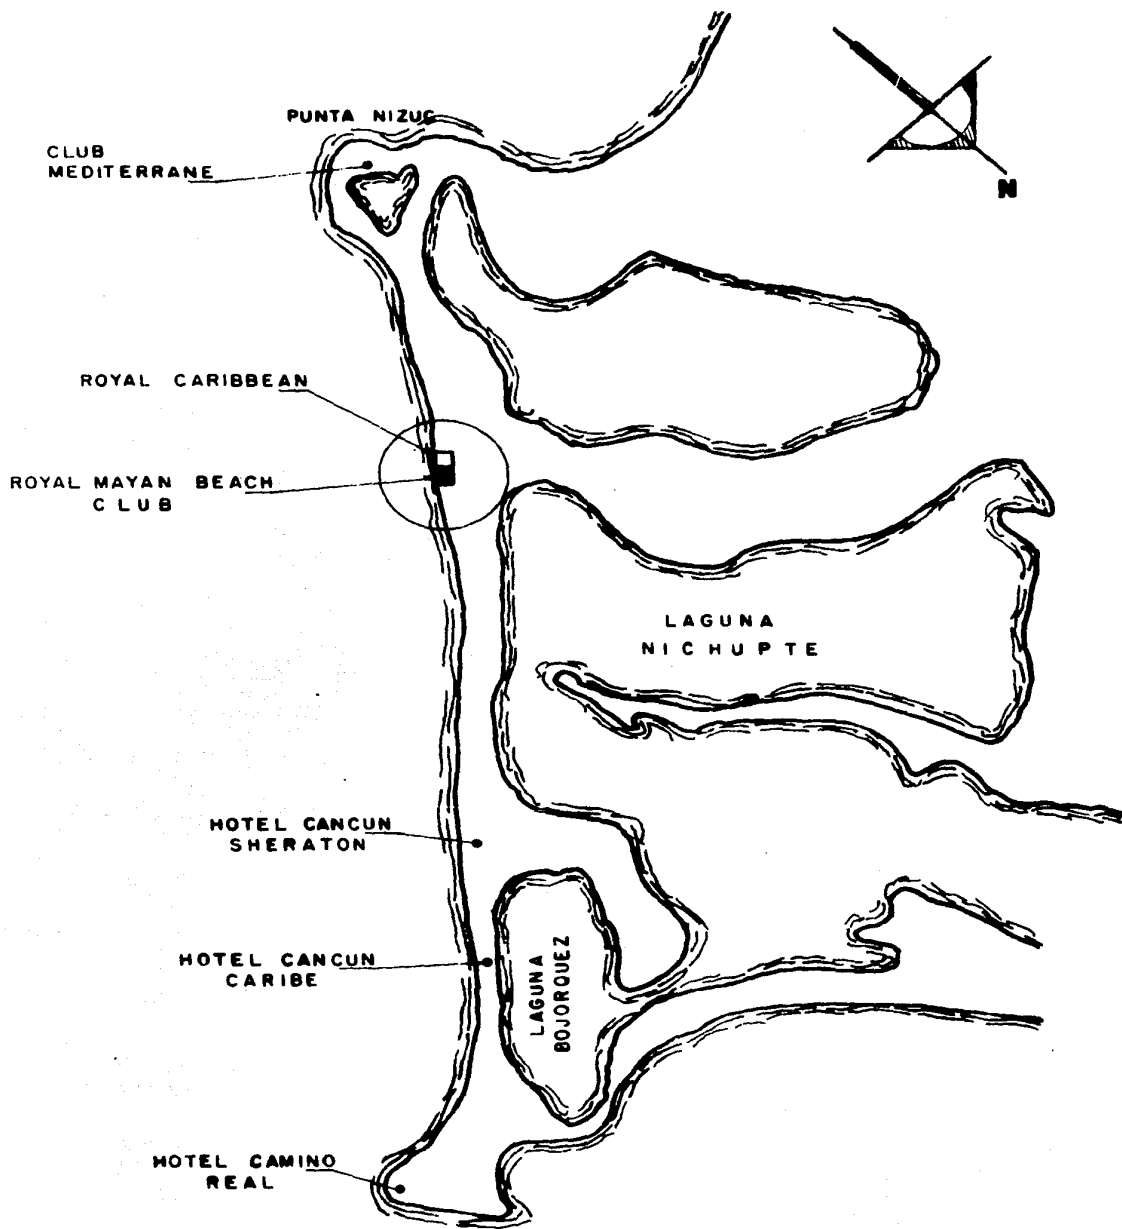 PUNTA NIZUC
CLUB
MEDITERRANE
N
ROYAL CARIBBEAN
ROYAL MAYAN BEACH
CLUB
LAGUNA
NICHUPTE
HOTEL CANCUN
SHERATON
HOTEL CANCUN
CARIBE
LAGUNA
BOJORQUEZ
HOTEL CAMINO
REAL